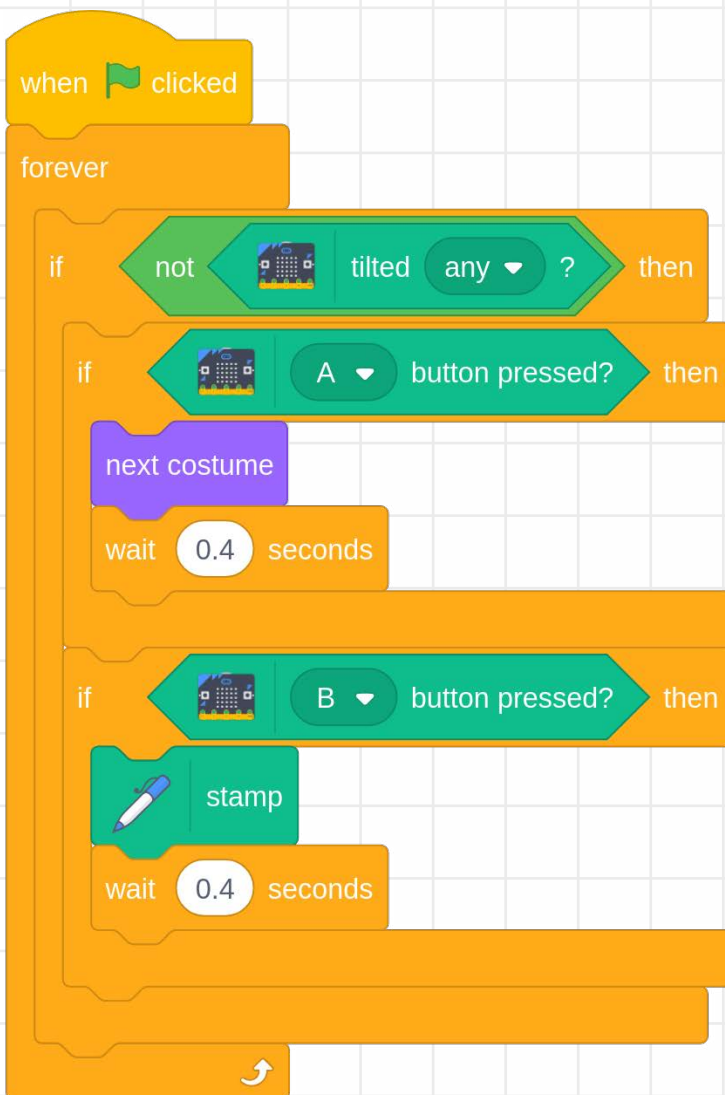 when clicked
forever
if not tilted any ? then
if A button pressed? then
next costume
wait 0.4 seconds
if B button pressed? then
stamp
wait 0.4 seconds